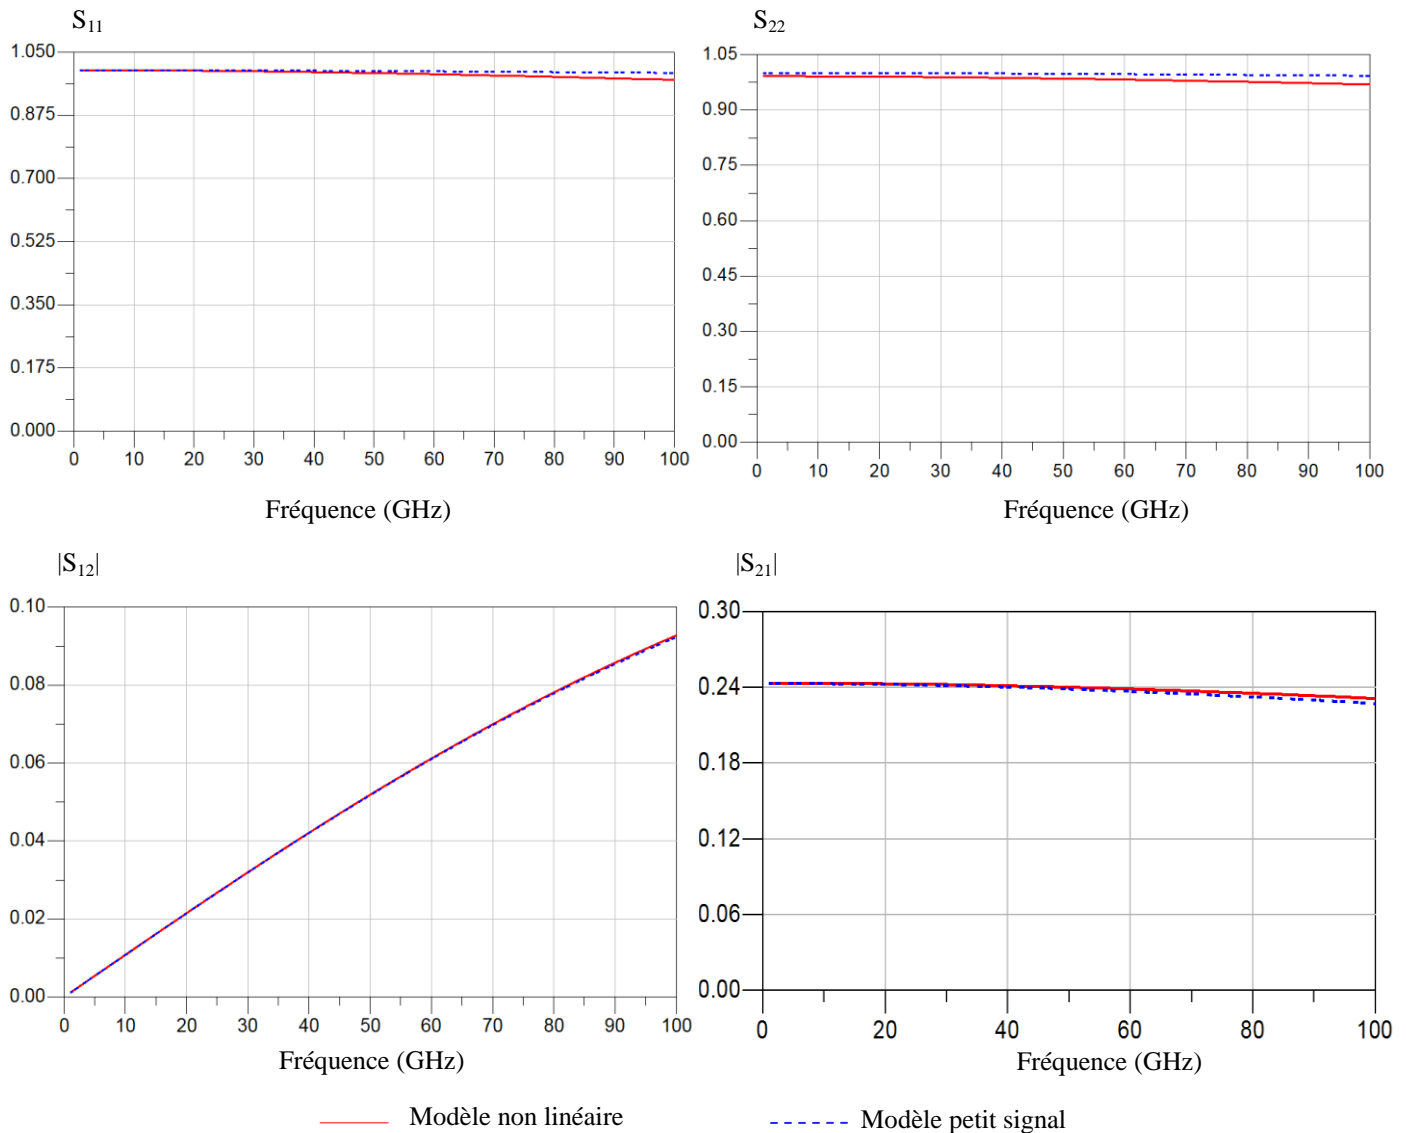 S11
1.050
0.875
0.700
0.525
0.350
0.175
0.000
0 10 20 30 40 50 60 70 80 90 100
Fréquence (GHz)
S22
1.05
0.90
0.75
0.60
0.45
0.30
0.15
0.00
0 10 20 30 40 50 60 70 80 90 100
Fréquence (GHz)
|S12|
0.10
0.08
0.06
0.04
0.02
0.00
0 10 20 30 40 50 60 70 80 90 100
Fréquence (GHz)
|S21|
0.30
0.24
0.18
0.12
0.06
0.00
0 20 40 60 80 100
Fréquence (GHz)
Modèle non linéaire
Modèle petit signal